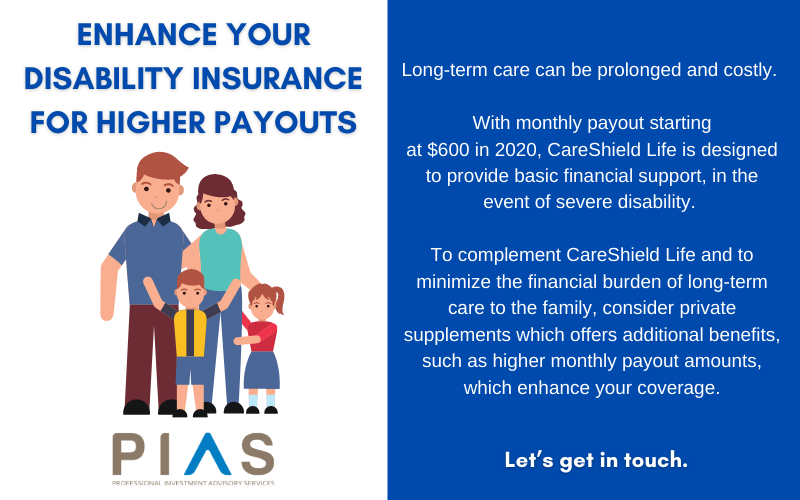 ENHANCE YOUR
DISABILITY INSURANCE
FOR HIGHER PAYOUTS
PIAS
PROFESSIONAL INVESTMENT ADVISORY SERVICES
Long-term care can be prolonged and costly.
With monthly payout starting
at $600 in 2020, CareShield Life is designed
to provide basic financial support, in the
event of severe disability.
To complement CareShield Life and to
minimize the financial burden of long-term
care to the family, consider private
supplements which offers additional benefits,
such as higher monthly payout amounts,
which enhance your coverage.
Let's get in touch.